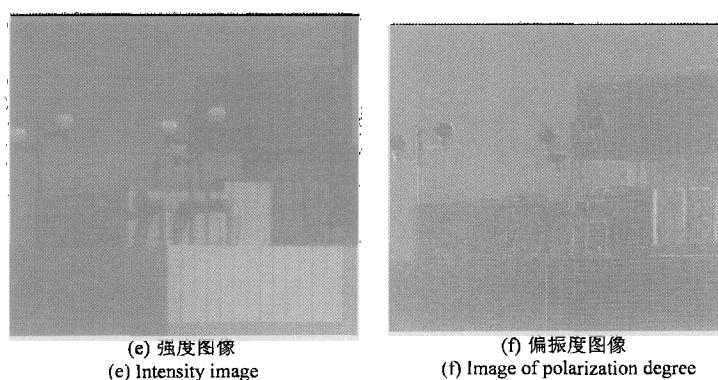 (e) 强度图像
(e) Intensity image
(f) 偏振度图像
(f) Image of polarization degree